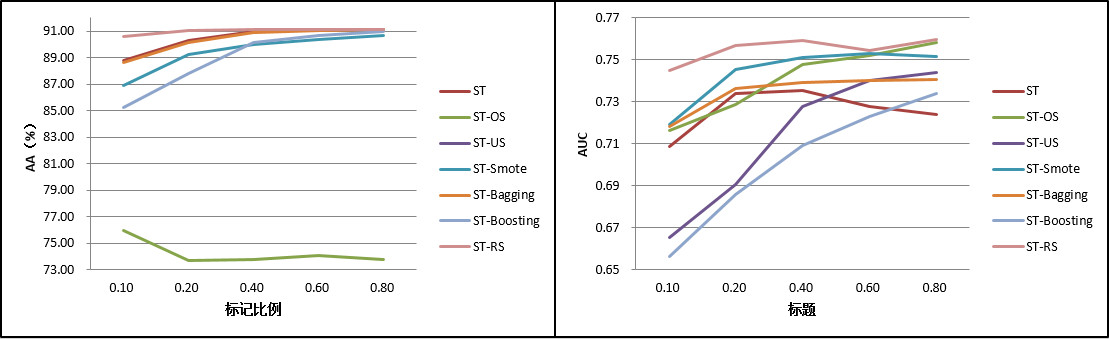 91.00
89.00
87.00
85.00
83.00
81.00
79.00
77.00
75.00
73.00
AA（%）
0.10 0.20 0.40 0.60 0.80
标记比例
ST
ST-OS
ST-US
ST-Smote
ST-Bagging
ST-Boosting
ST-RS
0.77
0.75
0.73
0.71
0.69
0.67
0.65
AUC
0.10 0.20 0.40 0.60 0.80
标题
ST
ST-OS
ST-US
ST-Smote
ST-Bagging
ST-Boosting
ST-RS